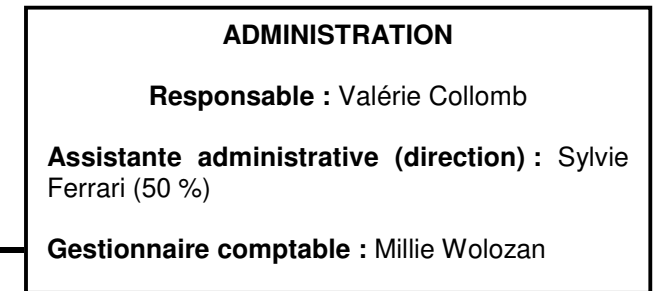 ADMINISTRATION
Responsable : Valérie Collomb
Assistante administrative (direction) : Sylvie
Ferrari (50 %)
Gestionnaire comptable : Millie Wolozan